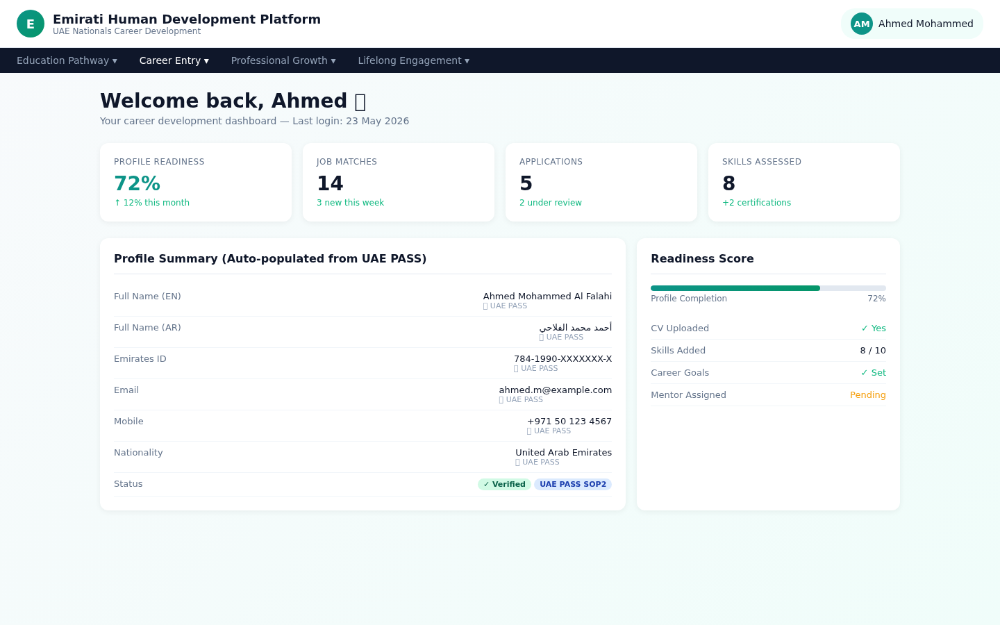 E
Emirati Human Development Platform
UAE Nationals Career Development
AM
Ahmed Mohammed
Education Pathway ▾
Career Entry ▾
Professional Growth ▾
Lifelong Engagement ▾
Welcome back, Ahmed
Your career development dashboard — Last login: 23 May 2026
PROFILE READINESS
72%
↑ 12% this month
JOB MATCHES
14
3 new this week
APPLICATIONS
5
2 under review
SKILLS ASSESSED
8
+2 certifications
Profile Summary (Auto-populated from UAE PASS)
Full Name (EN)
Ahmed Mohammed Al Falahi
UAE PASS
Full Name (AR)
أحمد محمد الفلاحي
UAE PASS
Emirates ID
784-1990-XXXXXXX-X
UAE PASS
Email
ahmed.m@example.com
UAE PASS
Mobile
+971 50 123 4567
UAE PASS
Nationality
United Arab Emirates
UAE PASS
Status
✓ Verified
UAE PASS SOP2
Readiness Score
Profile Completion
72%
CV Uploaded
✓ Yes
Skills Added
8 / 10
Career Goals
✓ Set
Mentor Assigned
Pending